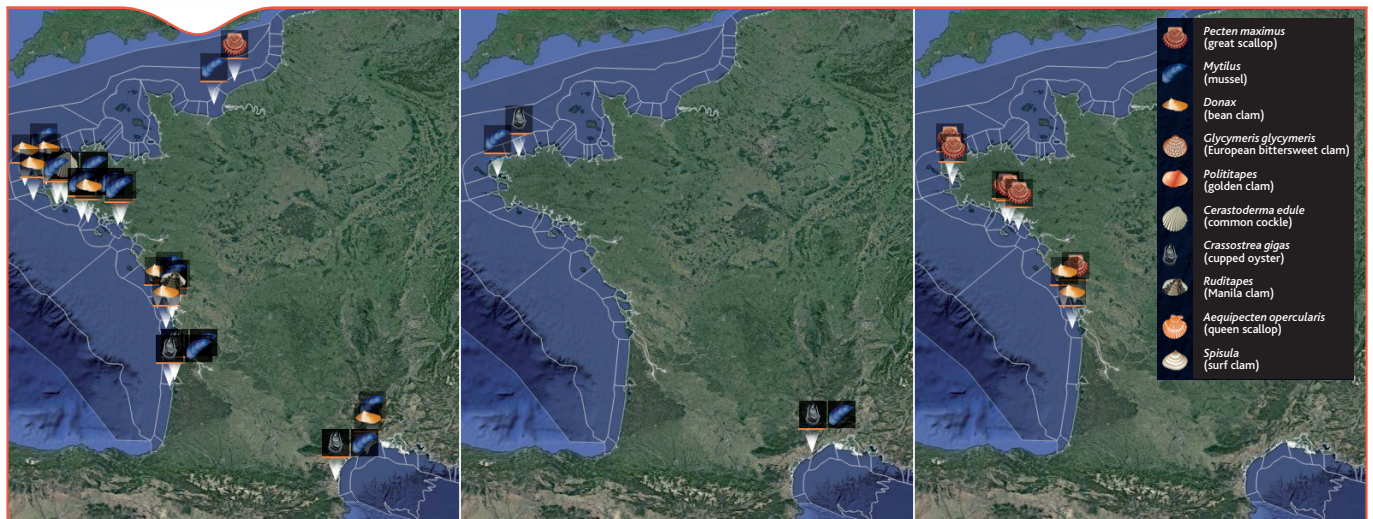 Pecten maximus
(great scallop)
Mytilus
(mussel)
Donax
(bean clam)
Glycymeris glycymeris
(European bittersweet clam)
Polititapes
(golden clam)
Cerastoderma edule
(common cockle)
Crassostrea gigas
(cupped oyster)
Ruditapes
(Manila clam)
Aequipecten opercularis
(queen scallop)
Spisula
(surf clam)